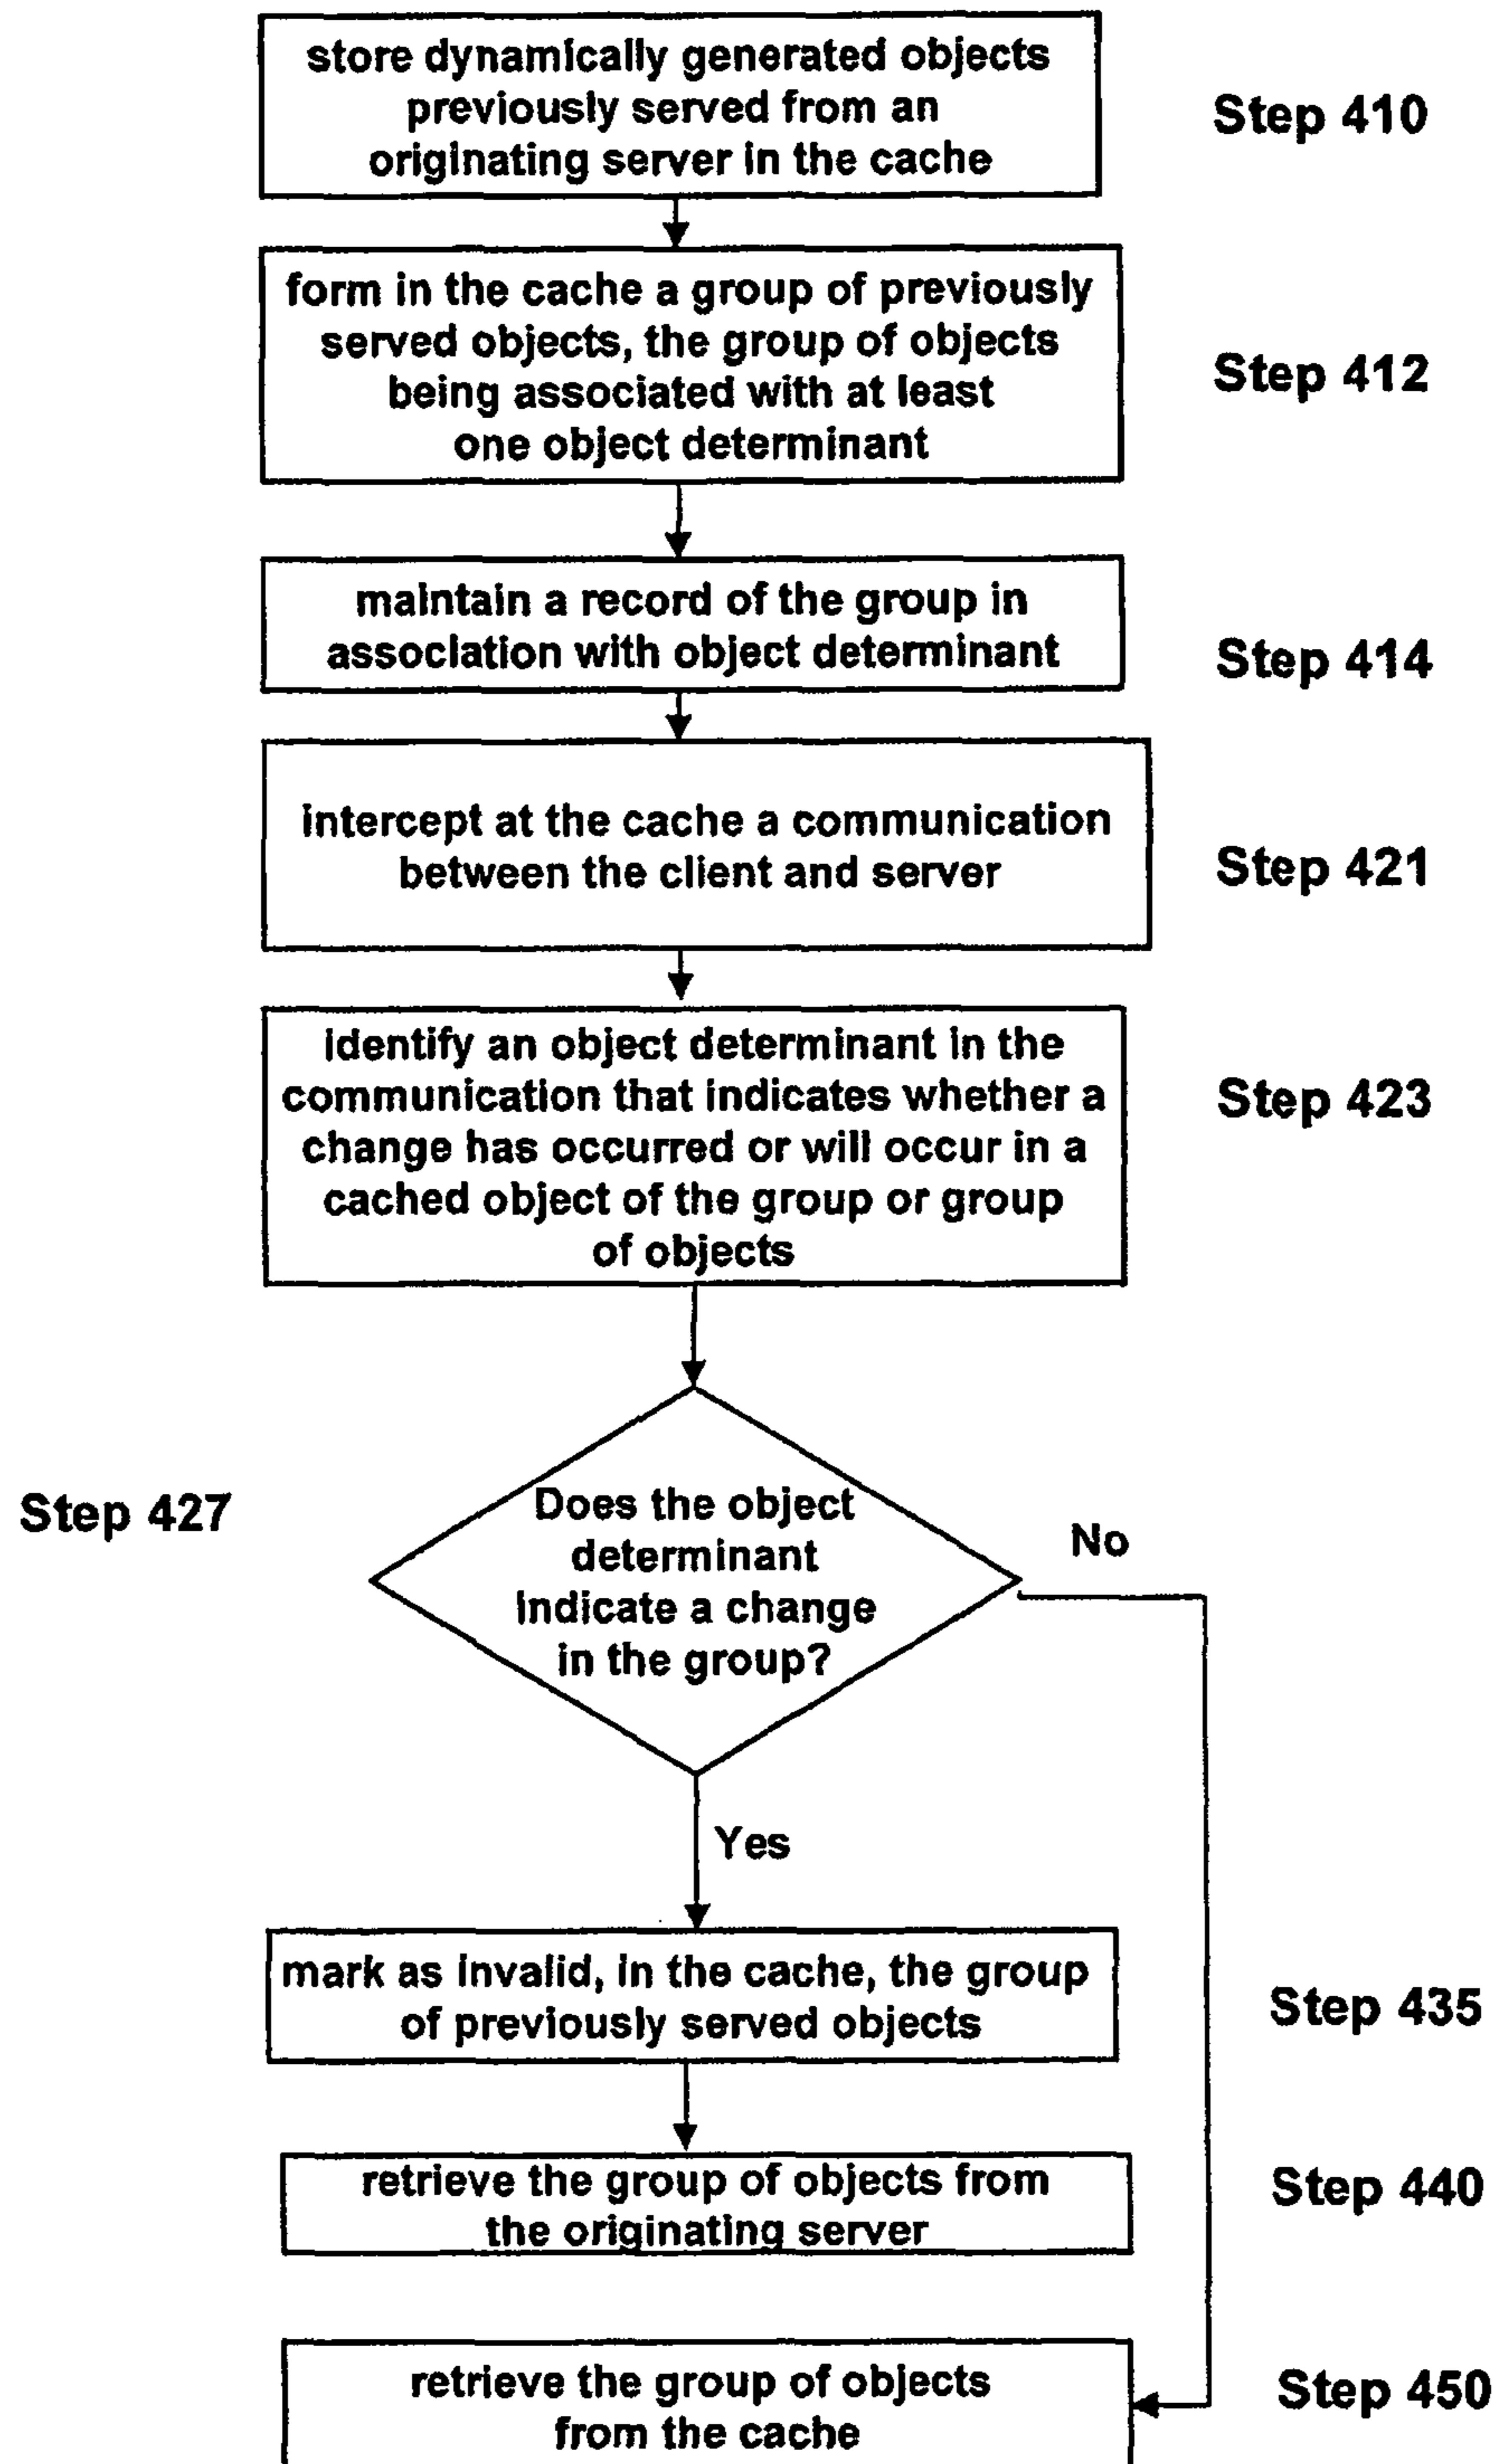 store dynamically generated objects
previously served from an
originating server in the cache
Step 410
form in the cache a group of previously
served objects, the group of objects
being associated with at least
one object determinant
Step 412
maintain a record of the group in
association with object determinant
Step 414
intercept at the cache a communication
between the client and server
Step 421
identify an object determinant in the
communication that indicates whether a
change has occurred or will occur in a
cached object of the group or group
of objects
Step 423
Step 427
Does the object
determinant
indicate a change
in the group?
No
Yes
mark as invalid, in the cache, the group
of previously served objects
Step 435
retrieve the group of objects from
the originating server
Step 440
retrieve the group of objects
from the cache
Step 450